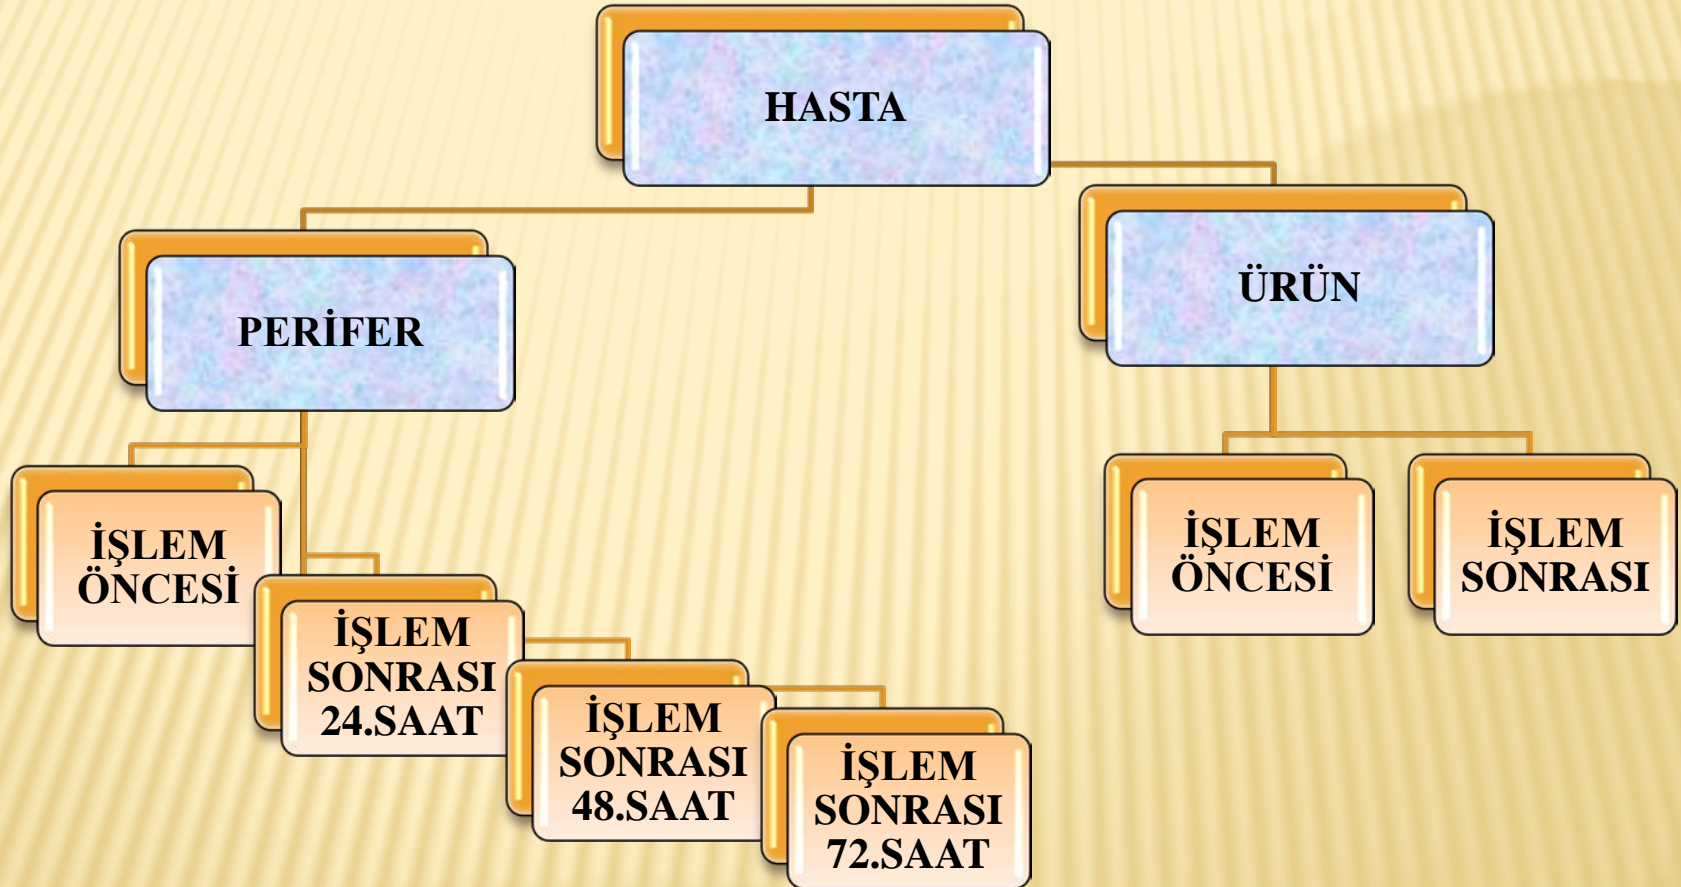 HASTA
PERİFER
ÜRÜN
İŞLEM
ÖNCESİ
İŞLEM
SONRASI
24.SAAT
İŞLEM
SONRASI
48.SAAT
İŞLEM
SONRASI
72.SAAT
İŞLEM
ÖNCESİ
İŞLEM
SONRASI